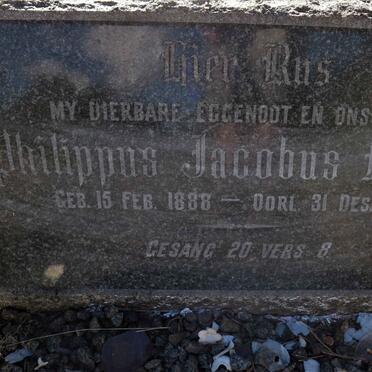 Hier Rus
MY DIERBARE EGGENOOT EN ONS
Philippus Jacobus
GEB. 15 FEB. 1888 — OORL. 31 DES.
GESANG 20 VERS 8